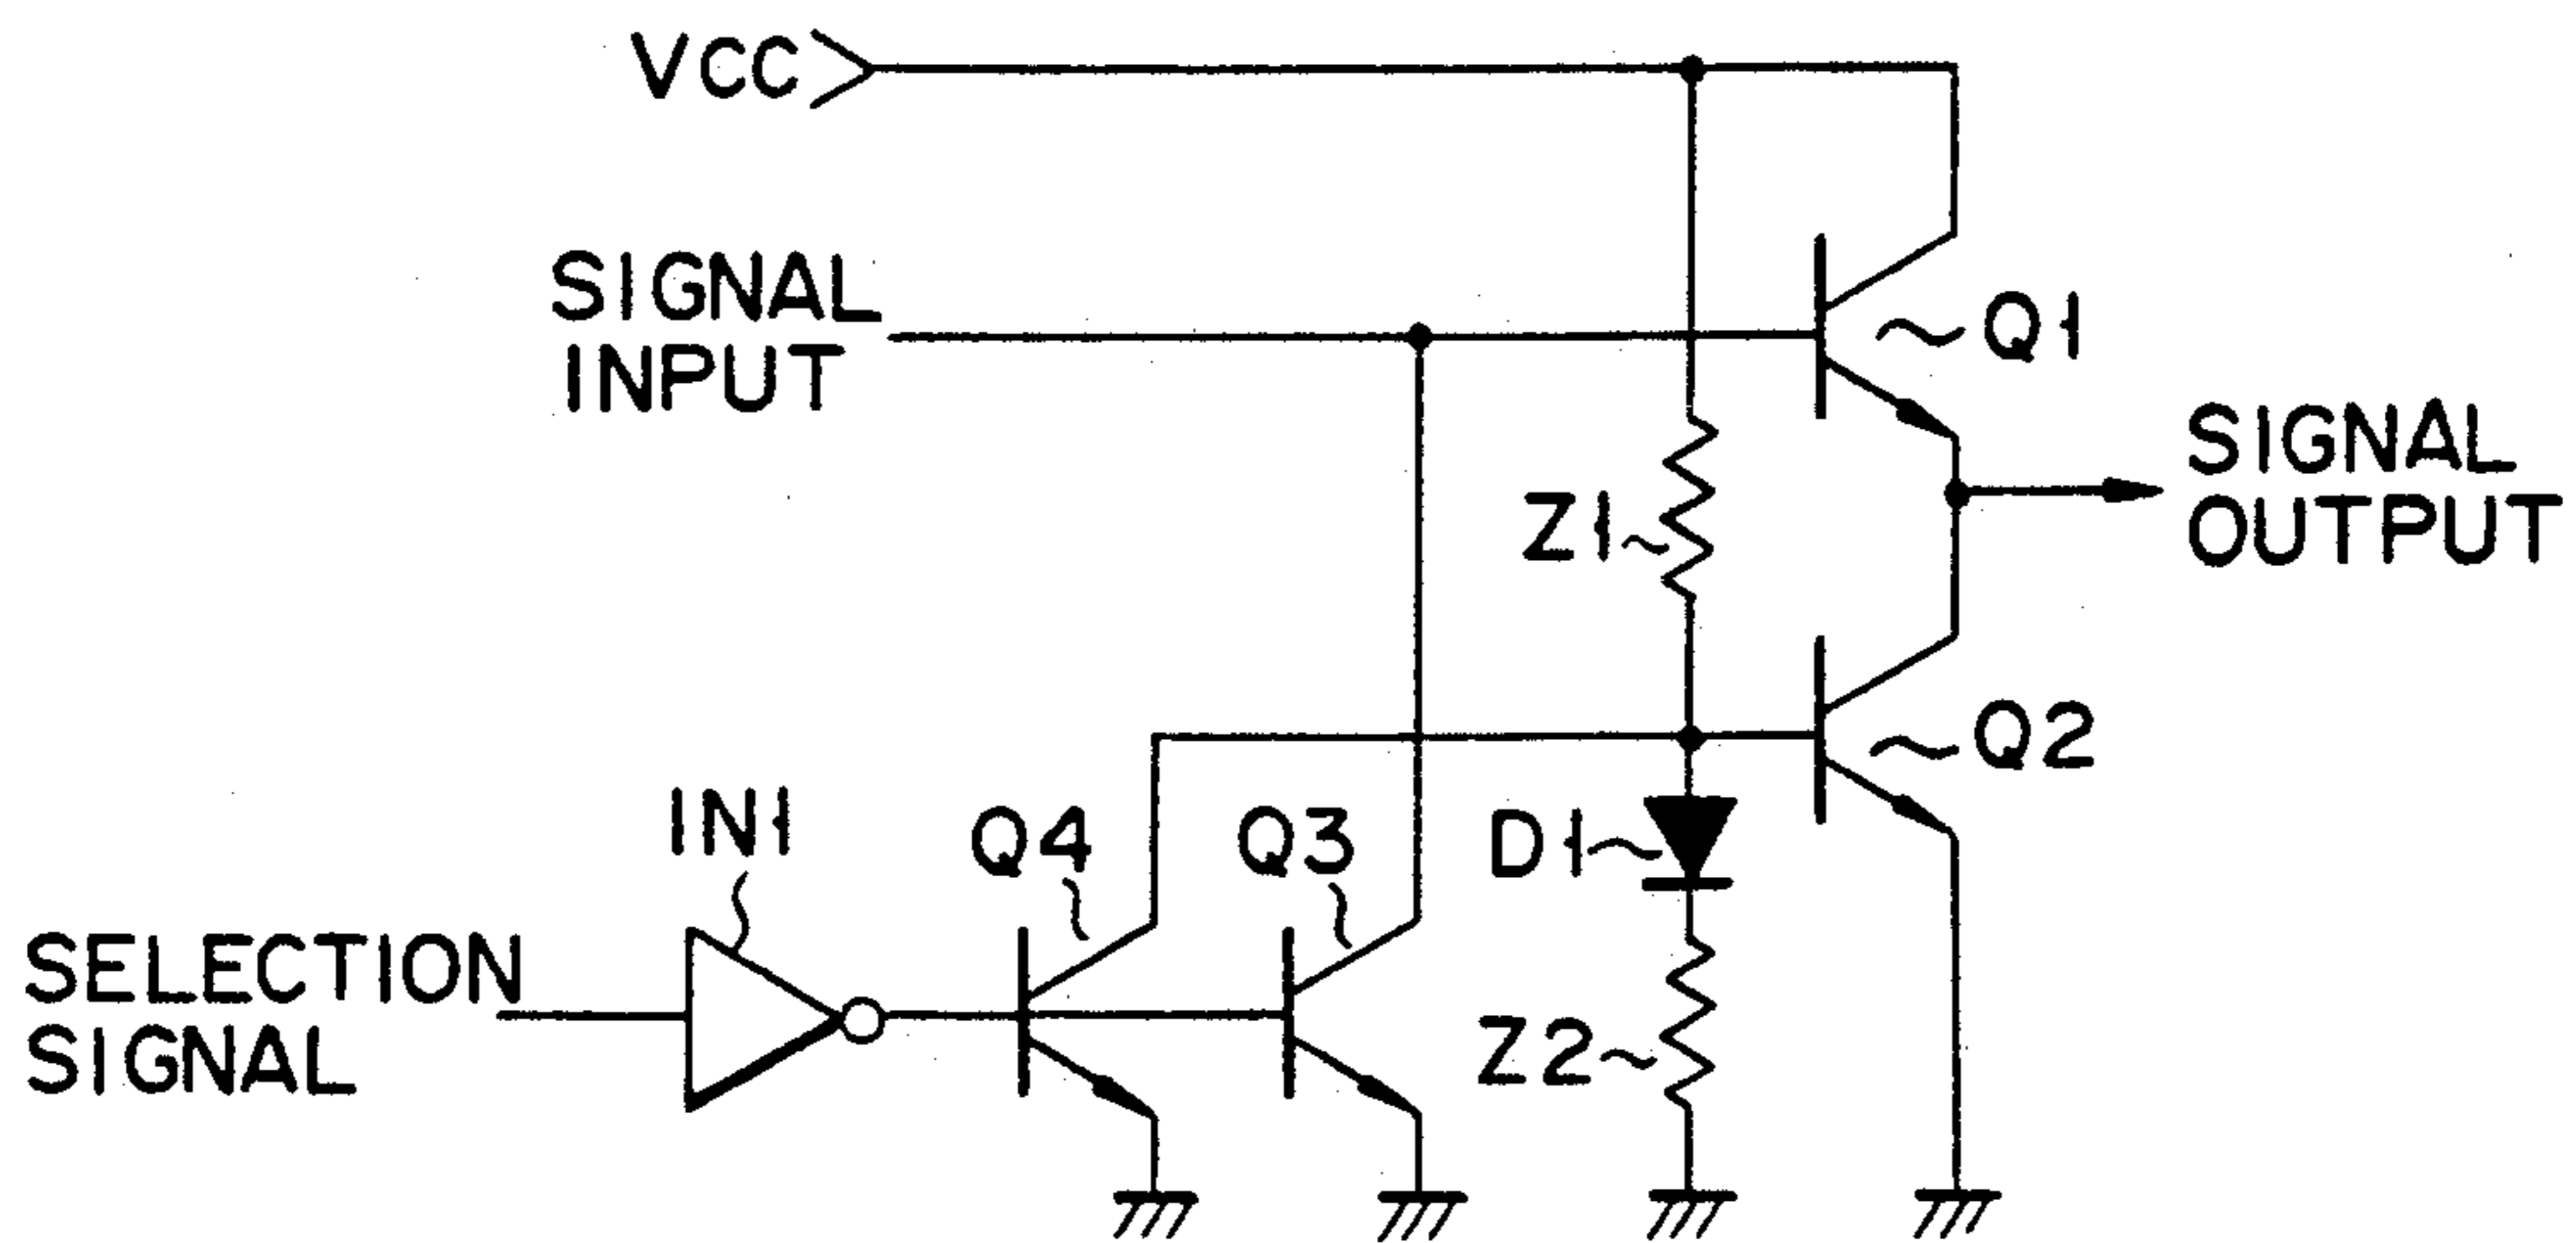 VCC
SIGNAL
INPUT
Q1
SIGNAL
OUTPUT
Z1
Q2
IN1
Q4
Q3
D1
SELECTION
SIGNAL
Z2